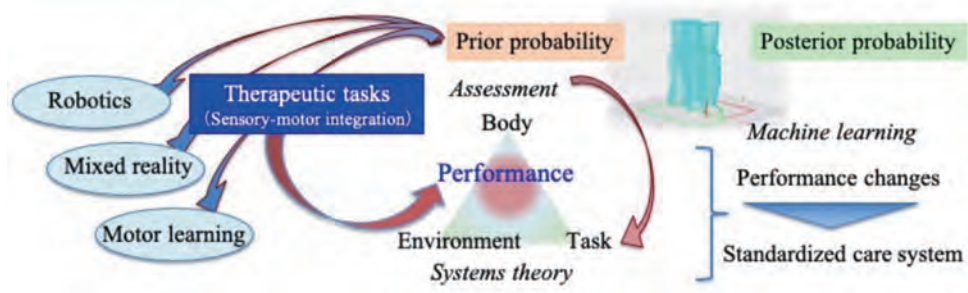 Prior probability
Posterior probability
Robotics
Therapeutic tasks
(Sensory-motor integration)
Assessment
Body
Machine learning
Mixed reality
Performance
Performance changes
Motor learning
Environment
Task
Systems theory
Standardized care system